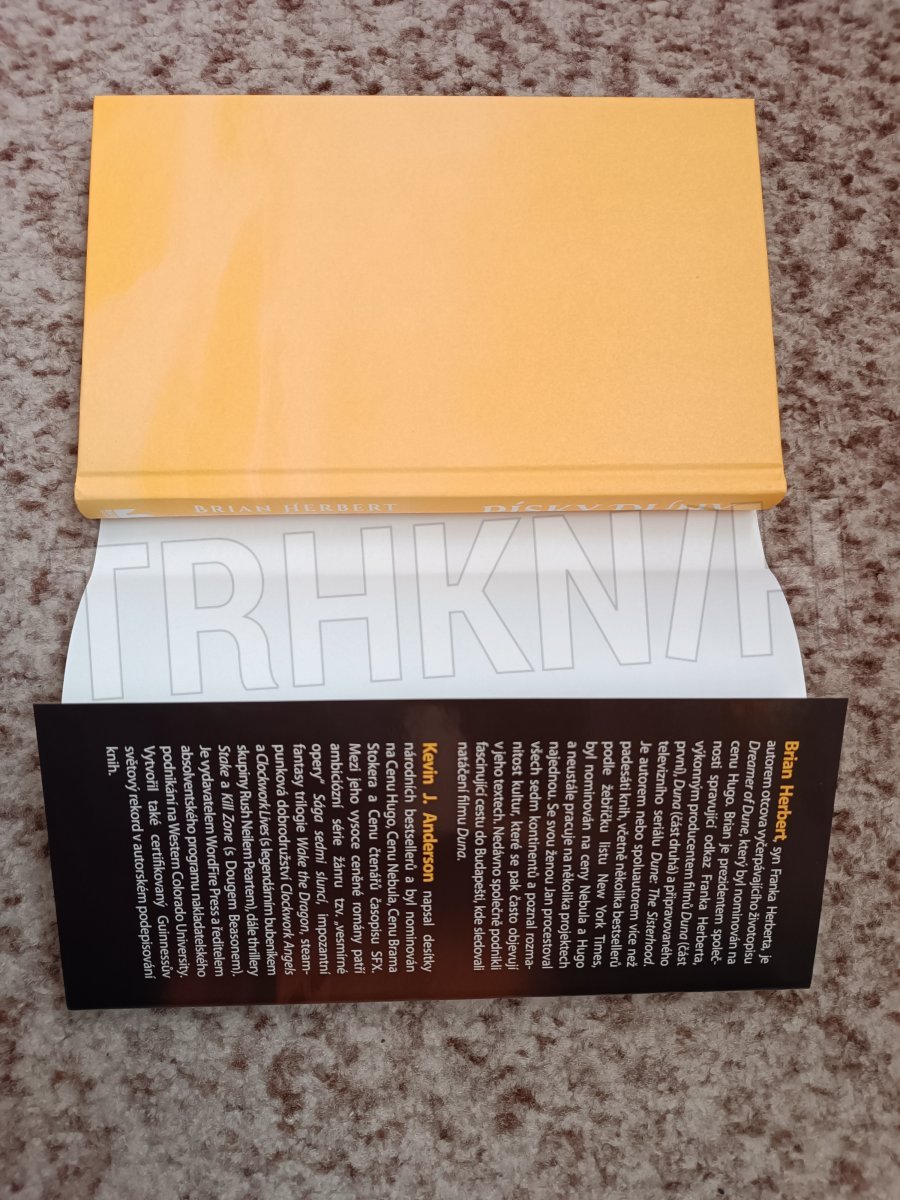 BRIAN HERBERT
PÍSKY DUNY
TRHKNIH
Brian Herbert, syn Franka Herberta, je
autorem otcova vyčerpávajícího životopisu
Dreamer of Dune, který byl nominován na
cenu Hugo. Brian je prezidentem společ-
nosti spravující odkaz Franka Herberta,
výkonným producentem filmů Duna (část
první), Duna (část druhá) a připravovaného
televizního seriálu Dune: The Sisterhood.
Je autorem nebo spoluautorem více než
padesáti knih, včetně několika bestsellerů
podle žebříčku listu New York Times,
byl nominován na ceny Nebula a Hugo
a neustále pracuje na několika projektech
najednou. Se svou ženou Jan procestoval
všech sedm kontinentů a poznal rozma-
nitost kultur, které se pak často objevují
v jeho textech. Nedávno společně podnikli
fascinující cestu do Budapešti, kde sledovali
natáčení filmu Duna.
Kevin J. Anderson napsal desítky
národních bestsellerů a byl nominován
na Cenu Hugo, Cenu Nebula, Cenu Brama
Stokera a Cenu čtenářů časopisu SFX.
Mezi jeho vysoce ceněné romány patří
ambiciózní série žánru tzv. „vesmírné
opery“ Sága sedmi sluncí, impozantní
fantasy trilogie Wake the Dragon, steam-
punková dobrodružství Clockwork Angels
a Clockwork Lives (s legendárním bubeníkem
skupiny Rush Neilem Peartem), dále thrillery
Stake a Kill Zone (s Dougem Beasonem).
Je vydavatelem WordFire Press a ředitelem
absolventského programu nakladatelského
podnikání na Western Colorado University.
Vytvořil také certifikovaný Guinnessův
světový rekord v autorském podepisování
knih.